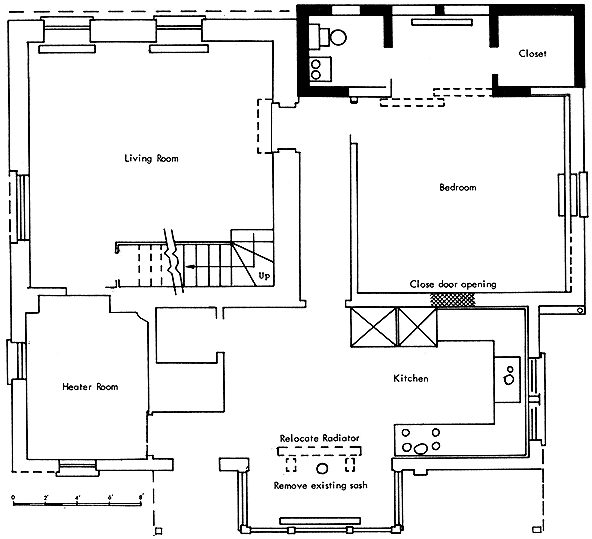 Closet
Living Room
Bedroom
Up
Close door opening
Kitchen
Heater Room
Relocate Radiator
Remove existing sash
0 2' 4' 6' 8'